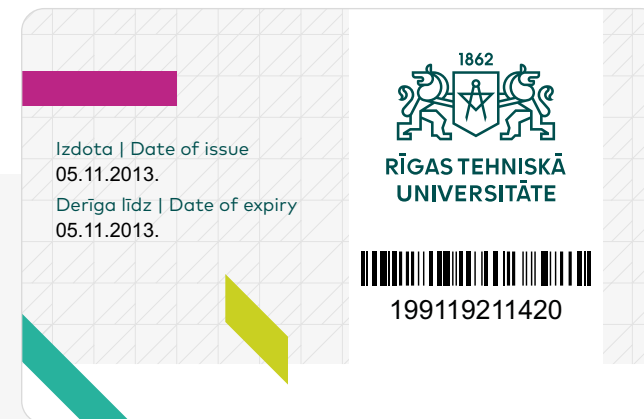 Izdota | Date of issue
05.11.2013.
Derīga līdz | Date of expiry
05.11.2013.
1862
RĪGAS TEHNISKĀ
UNIVERSITĀTE
199119211420